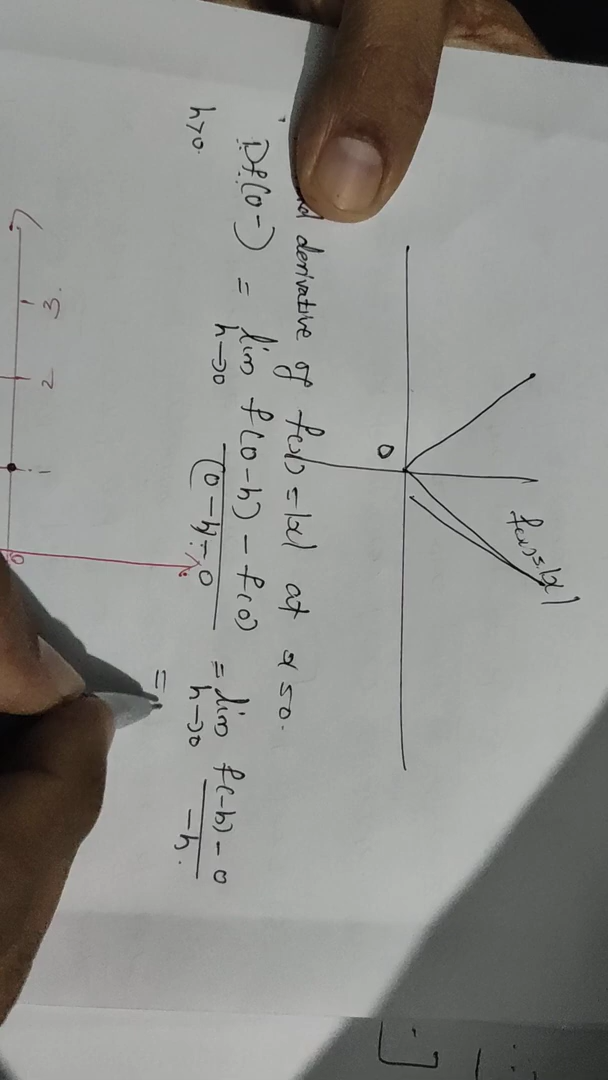 f(x)=|x|
0
derivative of f(x)=|x| at x=0.
Df(0-) = lim h→0 f(0-h)-f(0) / (0-h)-0 = lim h→0 f(-h)-0 / -h.
h>0.
=
1 2 3.
0